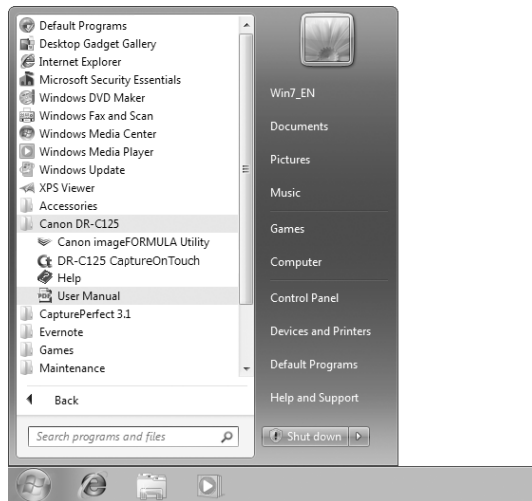 Default Programs
Desktop Gadget Gallery
Internet Explorer
Microsoft Security Essentials
Windows DVD Maker
Windows Fax and Scan
Windows Media Center
Windows Media Player
Windows Update
XPS Viewer
Accessories
Canon DR-C125
Canon imageFORMULA Utility
DR-C125 CaptureOnTouch
Help
User Manual
CapturePerfect 3.1
Evernote
Games
Maintenance
Back
Search programs and files
Win7_EN
Documents
Pictures
Music
Games
Computer
Control Panel
Devices and Printers
Default Programs
Help and Support
Shut down